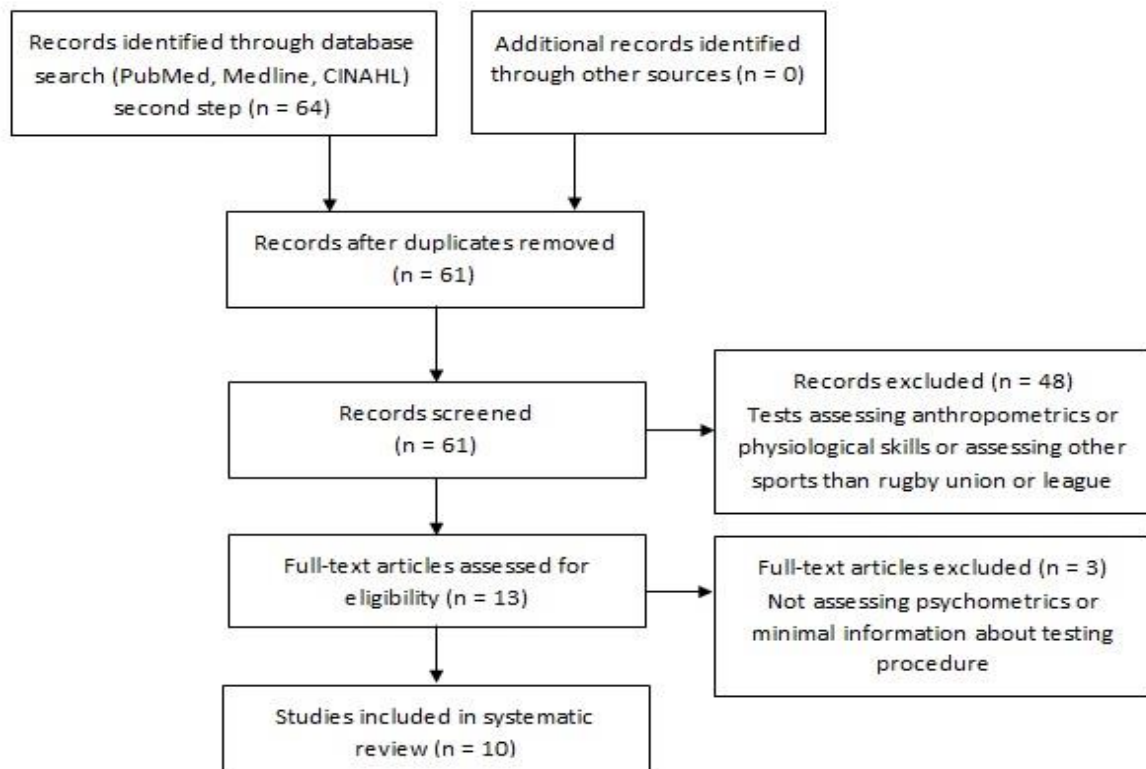 Records identified through database
search (PubMed, Medline, CINAHL)
second step (n = 64)
Additional records identified
through other sources (n = 0)
Records after duplicates removed
(n = 61)
Records screened
(n = 61)
Records excluded (n = 48)
Tests assessing anthropometrics or
physiological skills or assessing other
sports than rugby union or league
Full-text articles assessed for
eligibility (n = 13)
Full-text articles excluded (n = 3)
Not assessing psychometrics or
minimal information about testing
procedure
Studies included in systematic
review (n = 10)